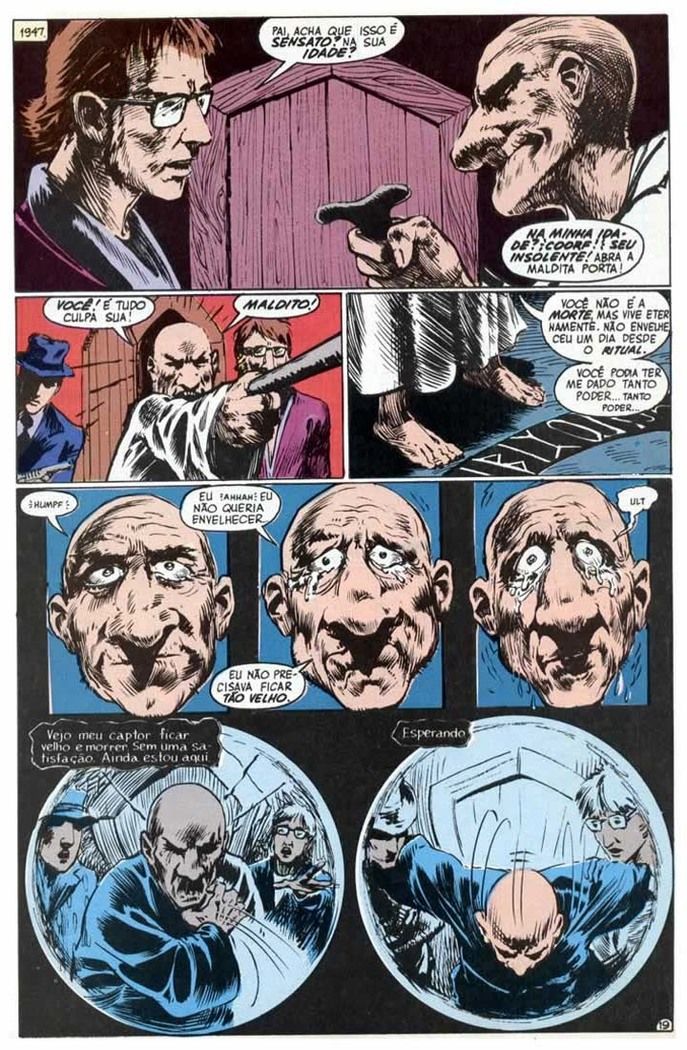 1947.
PAI, ACHA QUE ISSO É
SENSATO? NA SUA
IDADE?
NA MINHA IDA-
DE? ¡COORF!! SEU
INSOLENTE! ABRA A
MALDITA PORTA!
VOCÊ! É TUDO
CULPA SUA!
MALDITO!
VOCÊ NÃO É A
MORTE, MAS VIVE ETER
NAMENTE. NÃO ENVELHE
CEU UM DIA DESDE
O RITUAL.
VOCÊ PODIA TER
ME DADO TANTO
PODER... TANTO
PODER...
HUMPF
EU !AHHAH! EU
NÃO QUERIA
ENVELHECER...
EU NÃO PRE-
CISAVA FICAR
TÃO VELHO.
ULT
Vejo meu captor ficar
velho e morrer. Sem uma sa-
tisfação. Ainda estou aqui.
Esperando
19